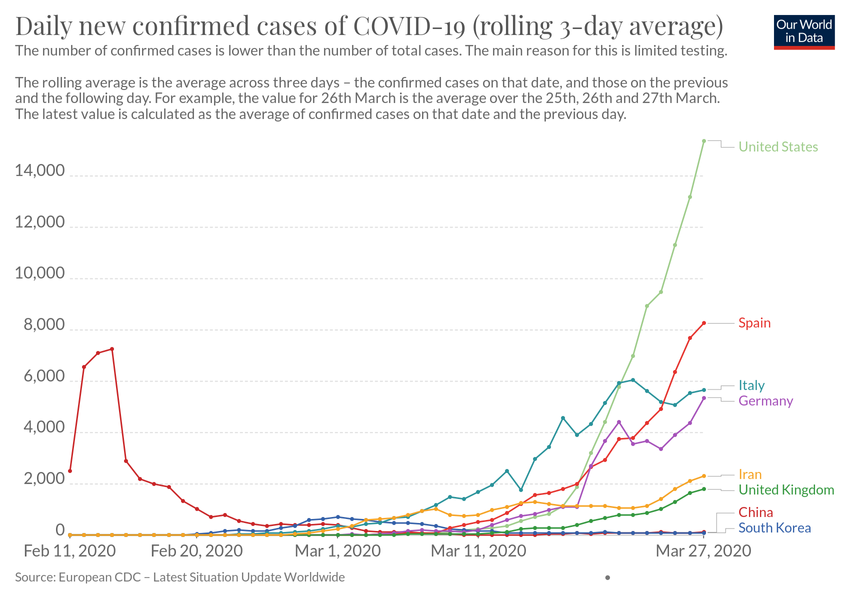 Daily new confirmed cases of COVID-19 (rolling 3-day average)
Our World
in Data
The number of confirmed cases is lower than the number of total cases. The main reason for this is limited testing.
The rolling average is the average across three days – the confirmed cases on that date, and those on the previous
and the following day. For example, the value for 26th March is the average over the 25th, 26th and 27th March.
The latest value is calculated as the average of confirmed cases on that date and the previous day.
United States
14,000
12,000
10,000
8,000
Spain
6,000
Italy
Germany
4,000
Iran
2,000
United Kingdom
China
South Korea
0
Feb 11, 2020
Feb 20, 2020
Mar 1, 2020
Mar 11, 2020
Mar 27, 2020
Source: European CDC – Latest Situation Update Worldwide